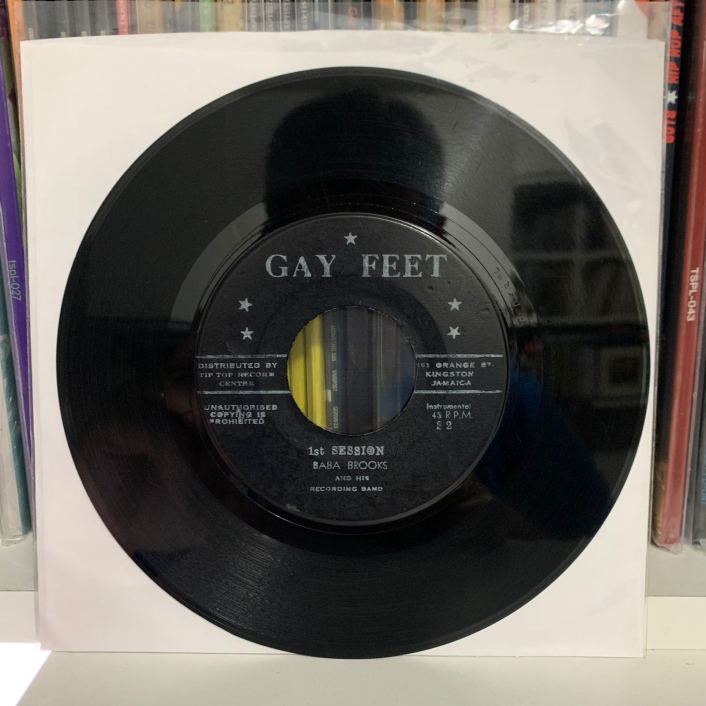 GAY FEET
DISTRIBUTED BY
TIP TOP RECORD
CENTRE
UNAUTHORISED
COPYING IS
PROHIBITED
103 ORANGE ST.
KINGSTON
JAMAICA
Instrumental
45 R.P.M.
S 2
1st SESSION
BABA BROOKS
AND HIS
RECORDING BAND
tspl-027
TSPL-043